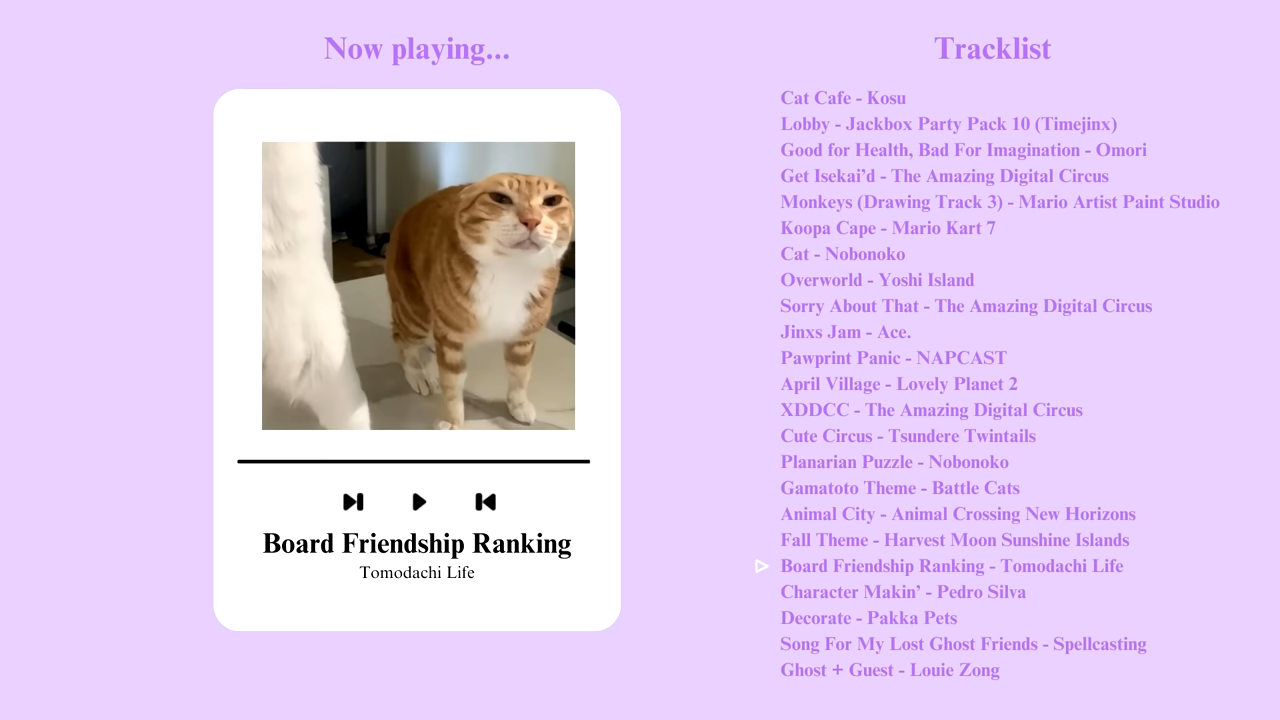 Now playing...
Board Friendship Ranking
Tomodachi Life
Tracklist
Cat Cafe - Kosu
Lobby - Jackbox Party Pack 10 (Timejinx)
Good for Health, Bad For Imagination - Omori
Get Isekai’d - The Amazing Digital Circus
Monkeys (Drawing Track 3) - Mario Artist Paint Studio
Koopa Cape - Mario Kart 7
Cat - Nobonoko
Overworld - Yoshi Island
Sorry About That - The Amazing Digital Circus
Jinxs Jam - Ace.
Pawprint Panic - NAPCAST
April Village - Lovely Planet 2
XDDCC - The Amazing Digital Circus
Cute Circus - Tsundere Twintails
Planarian Puzzle - Nobonoko
Gamatoto Theme - Battle Cats
Animal City - Animal Crossing New Horizons
Fall Theme - Harvest Moon Sunshine Islands
Board Friendship Ranking - Tomodachi Life
Character Makin’ - Pedro Silva
Decorate - Pakka Pets
Song For My Lost Ghost Friends - Spellcasting
Ghost + Guest - Louie Zong